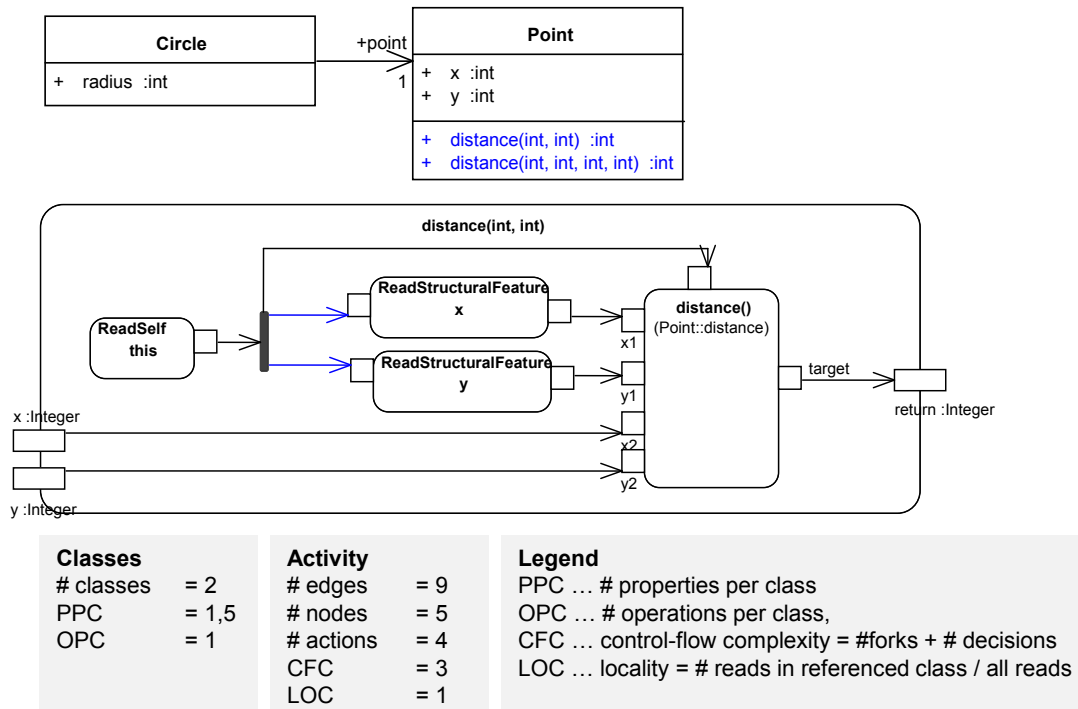 Circle
+ radius :int
+point
1
Point
+ x :int
+ y :int
+ distance(int, int) :int
+ distance(int, int, int, int) :int
distance(int, int)
ReadSelf
this
ReadStructuralFeature
x
ReadStructuralFeature
y
distance()
(Point::distance)
x1
y1
x2
y2
target
return :Integer
x :Integer
y :Integer
Classes
# classes = 2
PPC = 1,5
OPC = 1
Activity
# edges = 9
# nodes = 5
# actions = 4
CFC = 3
LOC = 1
Legend
PPC … # properties per class
OPC … # operations per class,
CFC … control-flow complexity = #forks + # decisions
LOC … locality = # reads in referenced class / all reads